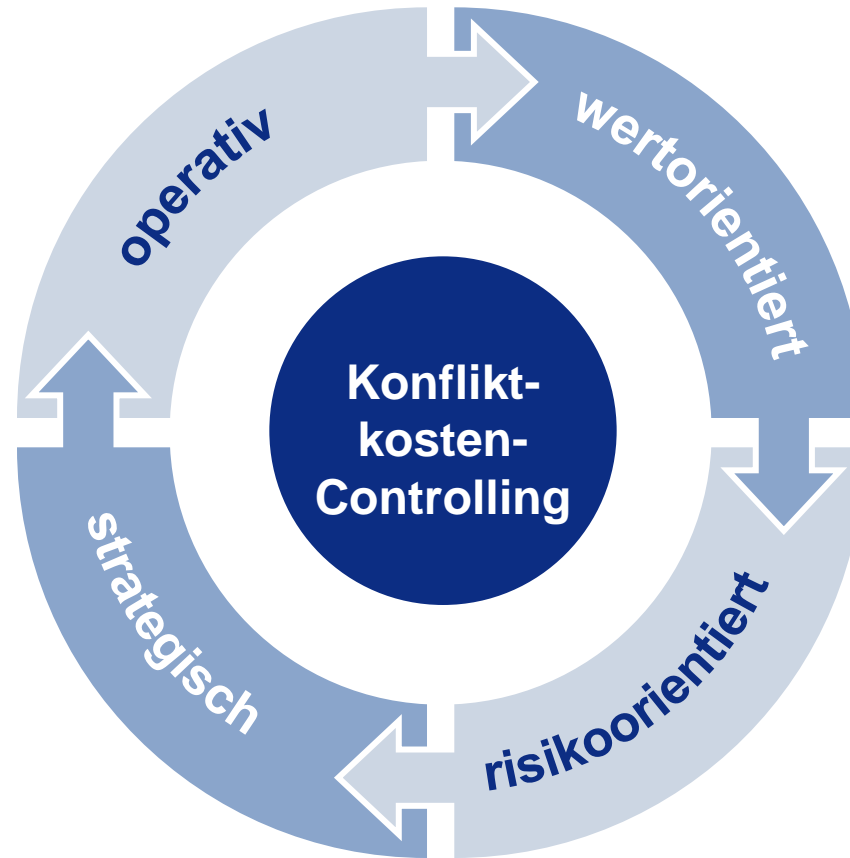 operativ
wertorientiert
Konflikt-
kosten-
Controlling
strategisch
risikoorientiert